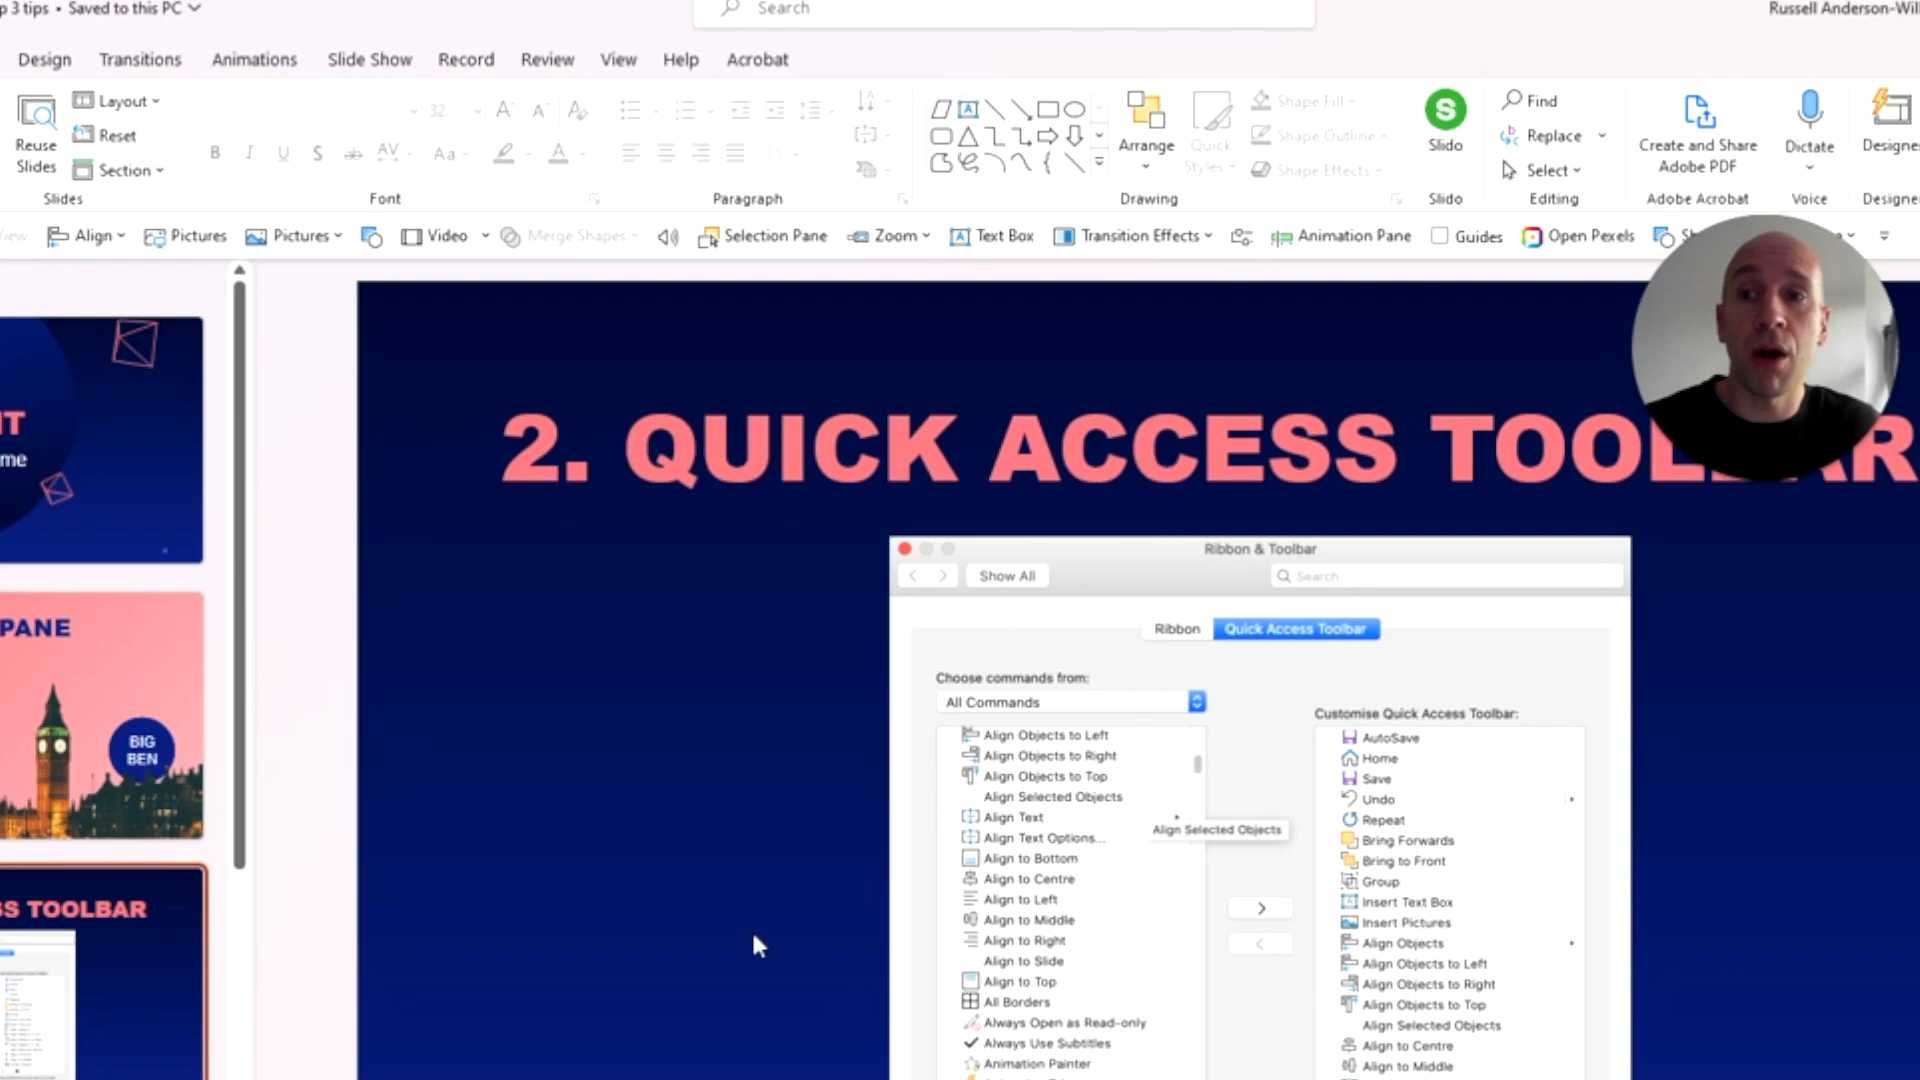 p 3 tips • Saved to this PC
Search
Russell Anderson-Will
Design Transitions Animations Slide Show Record Review View Help Acrobat
Reuse Slides
Layout
Reset
Section
Slides
32
B I U S ab AV Aa A
Font
Paragraph
Arrange
Quick Styles
Shape Fill
Shape Outline
Shape Effects
Drawing
S
Slido
Slido
Find
Replace
Select
Editing
Create and Share
Adobe PDF
Adobe Acrobat
Dictate
Voice
Designe
Designe
Align Pictures Pictures Video Merge Shapes Selection Pane Zoom Text Box Transition Effects Animation Pane Guides Open Pexels
me
PANE
BIG
BEN
SS TOOLBAR
2. QUICK ACCESS TOOLBAR
Ribbon & Toolbar
Show All
Search
Ribbon Quick Access Toolbar
Choose commands from:
All Commands
Align Objects to Left
Align Objects to Right
Align Objects to Top
Align Selected Objects
Align Text
Align Text Options...
Align to Bottom
Align to Centre
Align to Left
Align to Middle
Align to Right
Align to Slide
Align to Top
All Borders
Always Open as Read-only
Always Use Subtitles
Animation Painter
Align Selected Objects
Customise Quick Access Toolbar:
AutoSave
Home
Save
Undo
Repeat
Bring Forwards
Bring to Front
Group
Insert Text Box
Insert Pictures
Align Objects
Align Objects to Left
Align Objects to Right
Align Objects to Top
Align Selected Objects
Align to Centre
Align to Middle